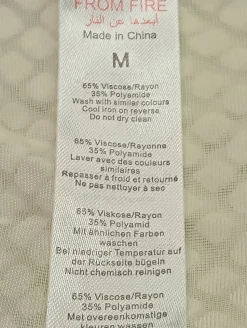 FROM FIRE
أبعدها عن النار
Made in China
M
65% Viscose/Rayon
35% Polyamide
Wash with similar colours
Cool iron on reverse
Do not dry clean
65% Viscose/Rayonne
35% Polyamide
Laver avec des couleurs
similaires
Repasser à froid et retourné
Ne pas nettoyer à sec
65% Viskose/Rayon
35% Polyamid
Mit ähnlichen Farben
waschen
Bei niedriger Temperatur auf
der Rückseite bügeln
Nicht chemisch reinigen
65% Viscose/Rayon
35% Polyamide
Met overeenkomstige
kleuren wassen